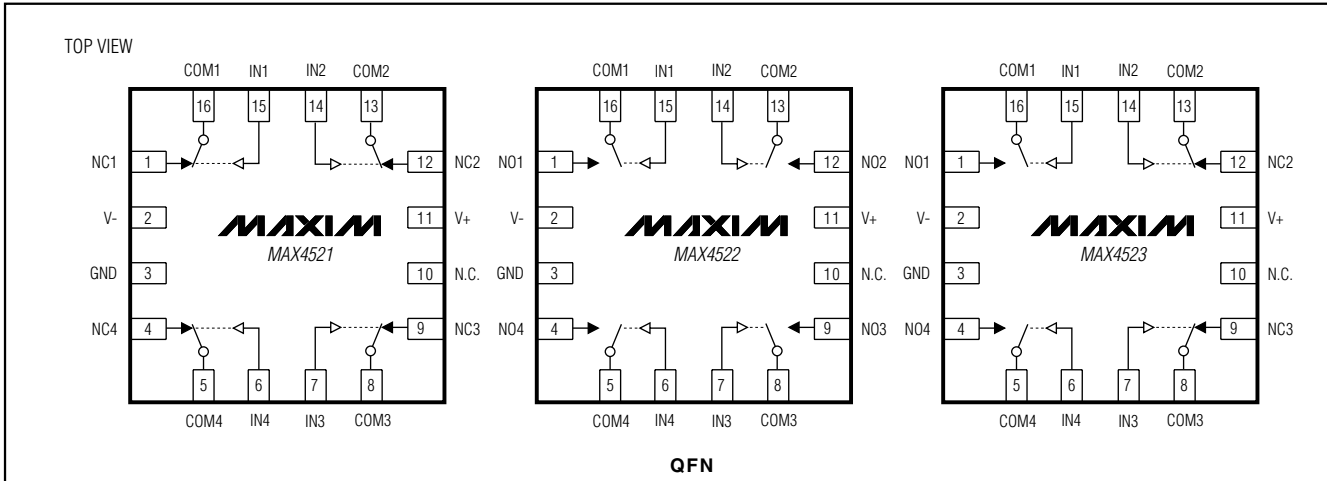 TOP VIEW
COM1 IN1 IN2 COM2
16 15 14 13
NC1 1 12 NC2
V- 2 11 V+
MAXIM
MAX4521
GND 3 10 N.C.
NC4 4 9 NC3
5 6 7 8
COM4 IN4 IN3 COM3
COM1 IN1 IN2 COM2
16 15 14 13
NO1 1 12 NO2
V- 2 11 V+
MAXIM
MAX4522
GND 3 10 N.C.
NO4 4 9 NO3
5 6 7 8
COM4 IN4 IN3 COM3
COM1 IN1 IN2 COM2
16 15 14 13
NO1 1 12 NC2
V- 2 11 V+
MAXIM
MAX4523
GND 3 10 N.C.
NO4 4 9 NC3
5 6 7 8
COM4 IN4 IN3 COM3
QFN